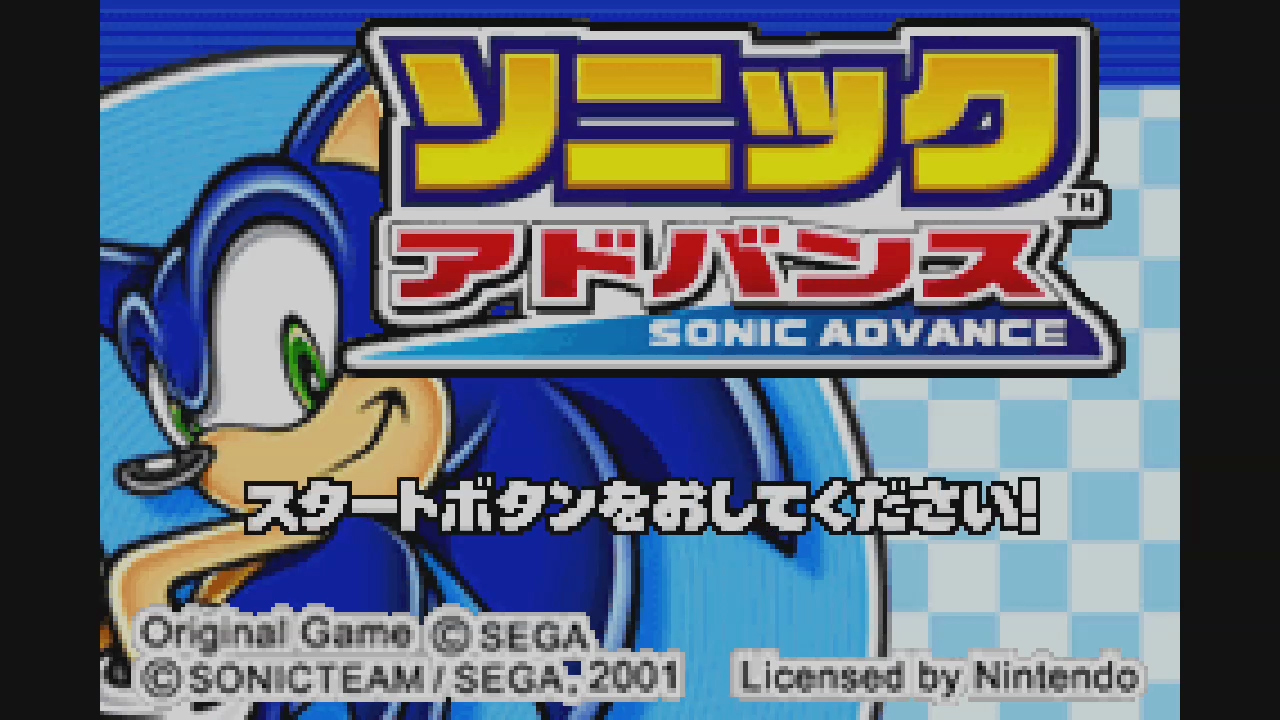 ソニック
TM
アドバンス
SONIC ADVANCE
スタートボタンをおしてください!
Original Game © SEGA
© SONICTEAM / SEGA, 2001
Licensed by Nintendo